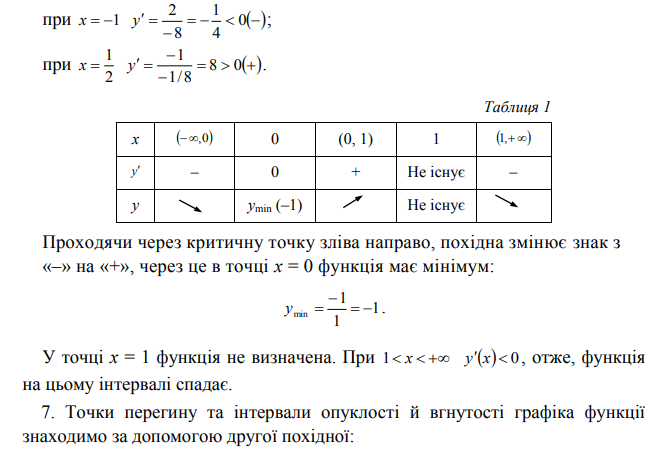 при x = −1 y′ = 2/−8 = −1/4 < 0(−);
при x = 1/2 y′ = −1/−1/8 = 8 > 0(+).
Таблиця 1
x (−∞,0) 0 (0, 1) 1 (1,+∞)
y′ − 0 + Не існує −
y ↘ ymin (−1) ↗ Не існує ↘
Проходячи через критичну точку зліва направо, похідна змінює знак з
«−» на «+», через це в точці x = 0 функція має мінімум:
y min = −1/1 = −1.
У точці x = 1 функція не визначена. При 1 < x < +∞ y′(x) < 0, отже, функція
на цьому інтервалі спадає.
7. Точки перегину та інтервали опуклості й вгнутості графіка функції
знаходимо за допомогою другої похідної: